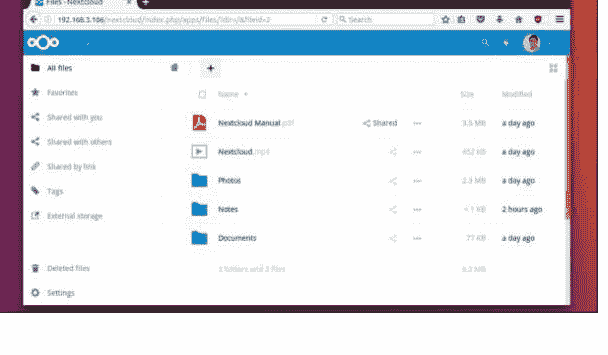 Files - Nextcloud
192.168.3.106/nextcloud/index.php/apps/files/?dir=/&fileid=2
Search
All files
Favorites
Shared with you
Shared with others
Shared by link
Tags
External storage
Deleted files
Settings
Name Size Modified
Nextcloud Manual.pdf Shared 3.5 MB a day ago
Nextcloud.mp4 452 KB a day ago
Photos 2.3 MB a day ago
Notes < 1 KB 2 hours ago
Documents 77 KB a day ago
3 folders and 2 files 6.3 MB